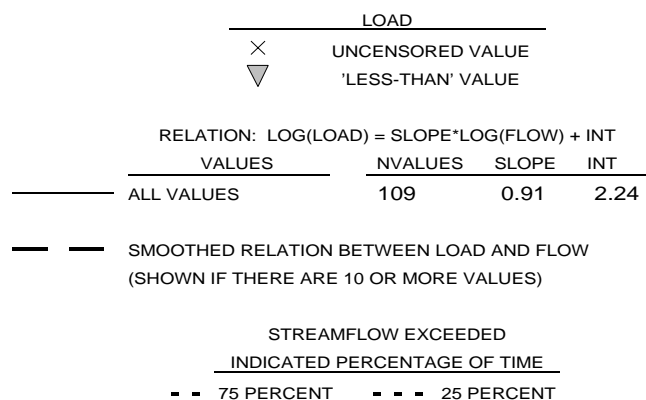 LOAD
UNCENSORED VALUE
'LESS-THAN' VALUE
RELATION: LOG(LOAD) = SLOPE*LOG(FLOW) + INT
VALUES NVALUES SLOPE INT
ALL VALUES 109 0.91 2.24
SMOOTHED RELATION BETWEEN LOAD AND FLOW
(SHOWN IF THERE ARE 10 OR MORE VALUES)
STREAMFLOW EXCEEDED
INDICATED PERCENTAGE OF TIME
75 PERCENT 25 PERCENT